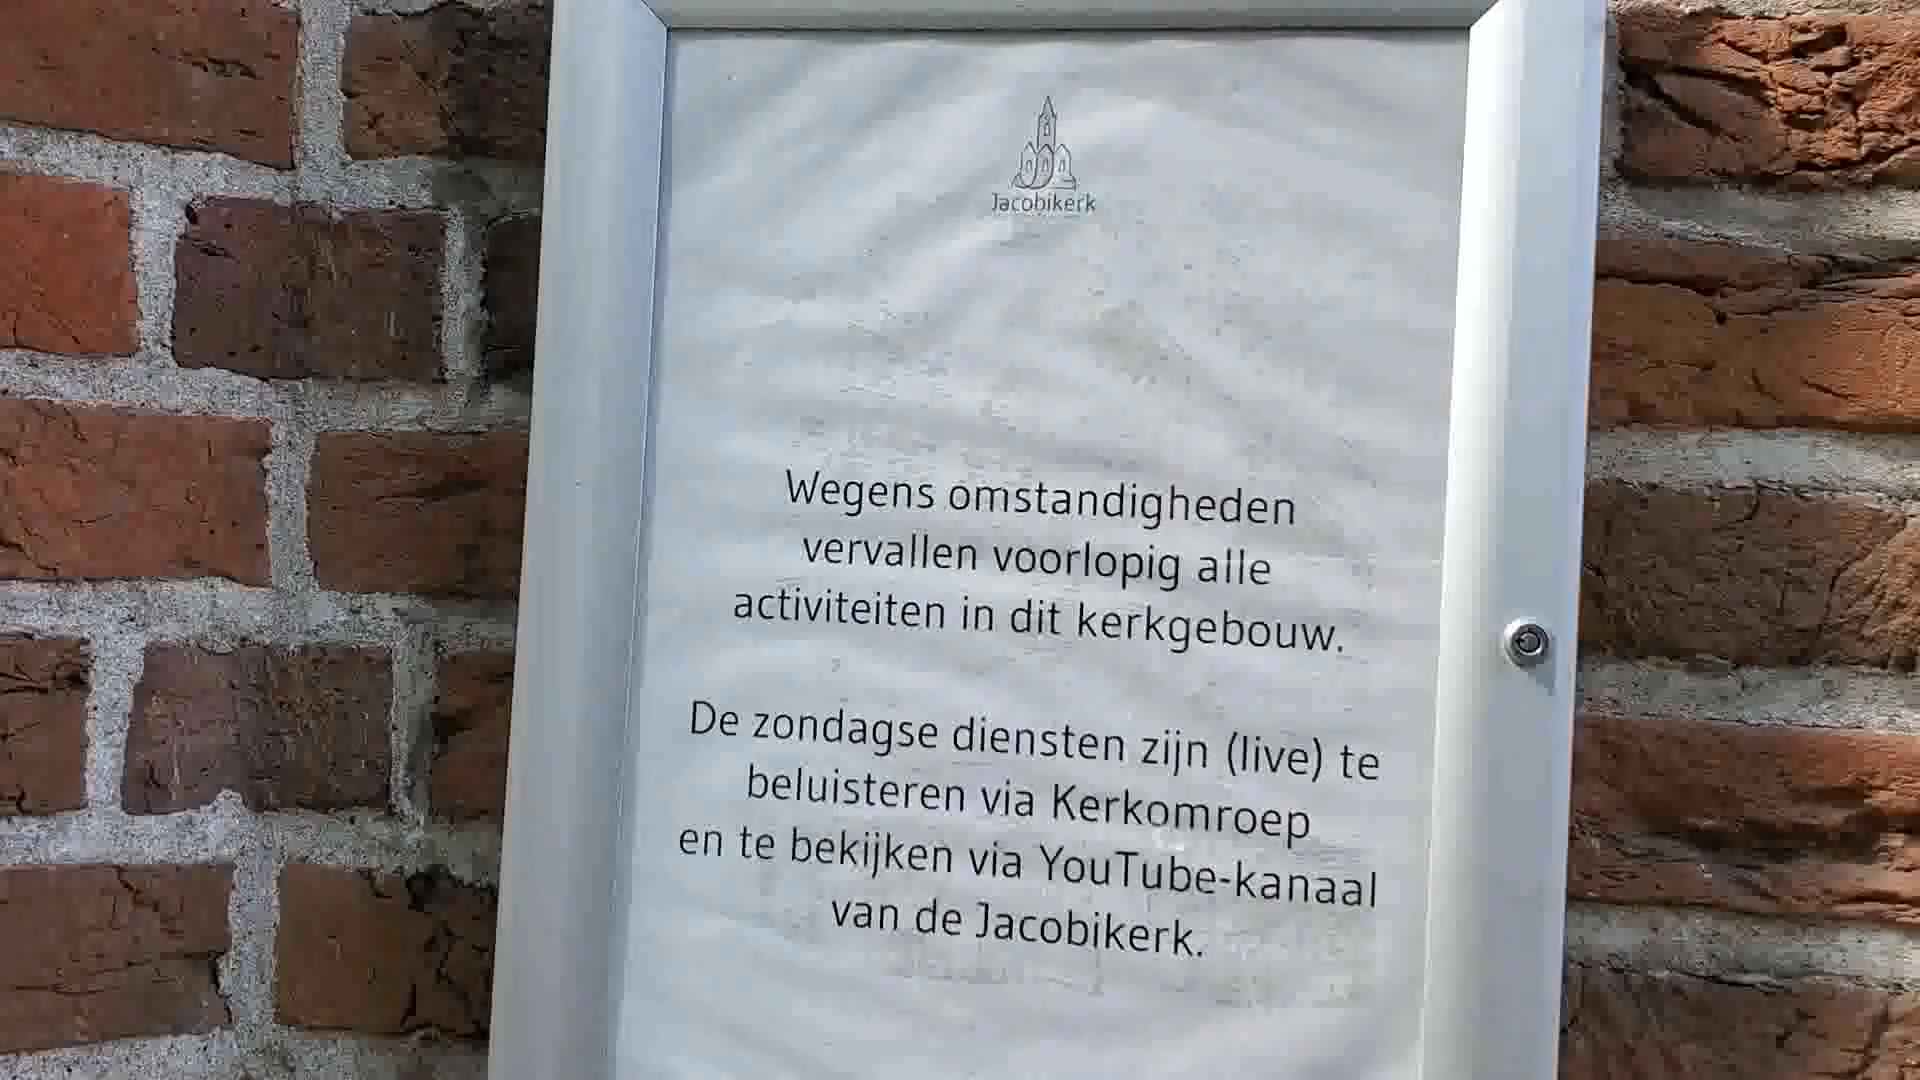 Jacobikerk
Wegens omstandigheden
vervallen voorlopig alle
activiteiten in dit kerkgebouw.
De zondagse diensten zijn (live) te
beluisteren via Kerkomroep
en te bekijken via YouTube-kanaal
van de Jacobikerk.